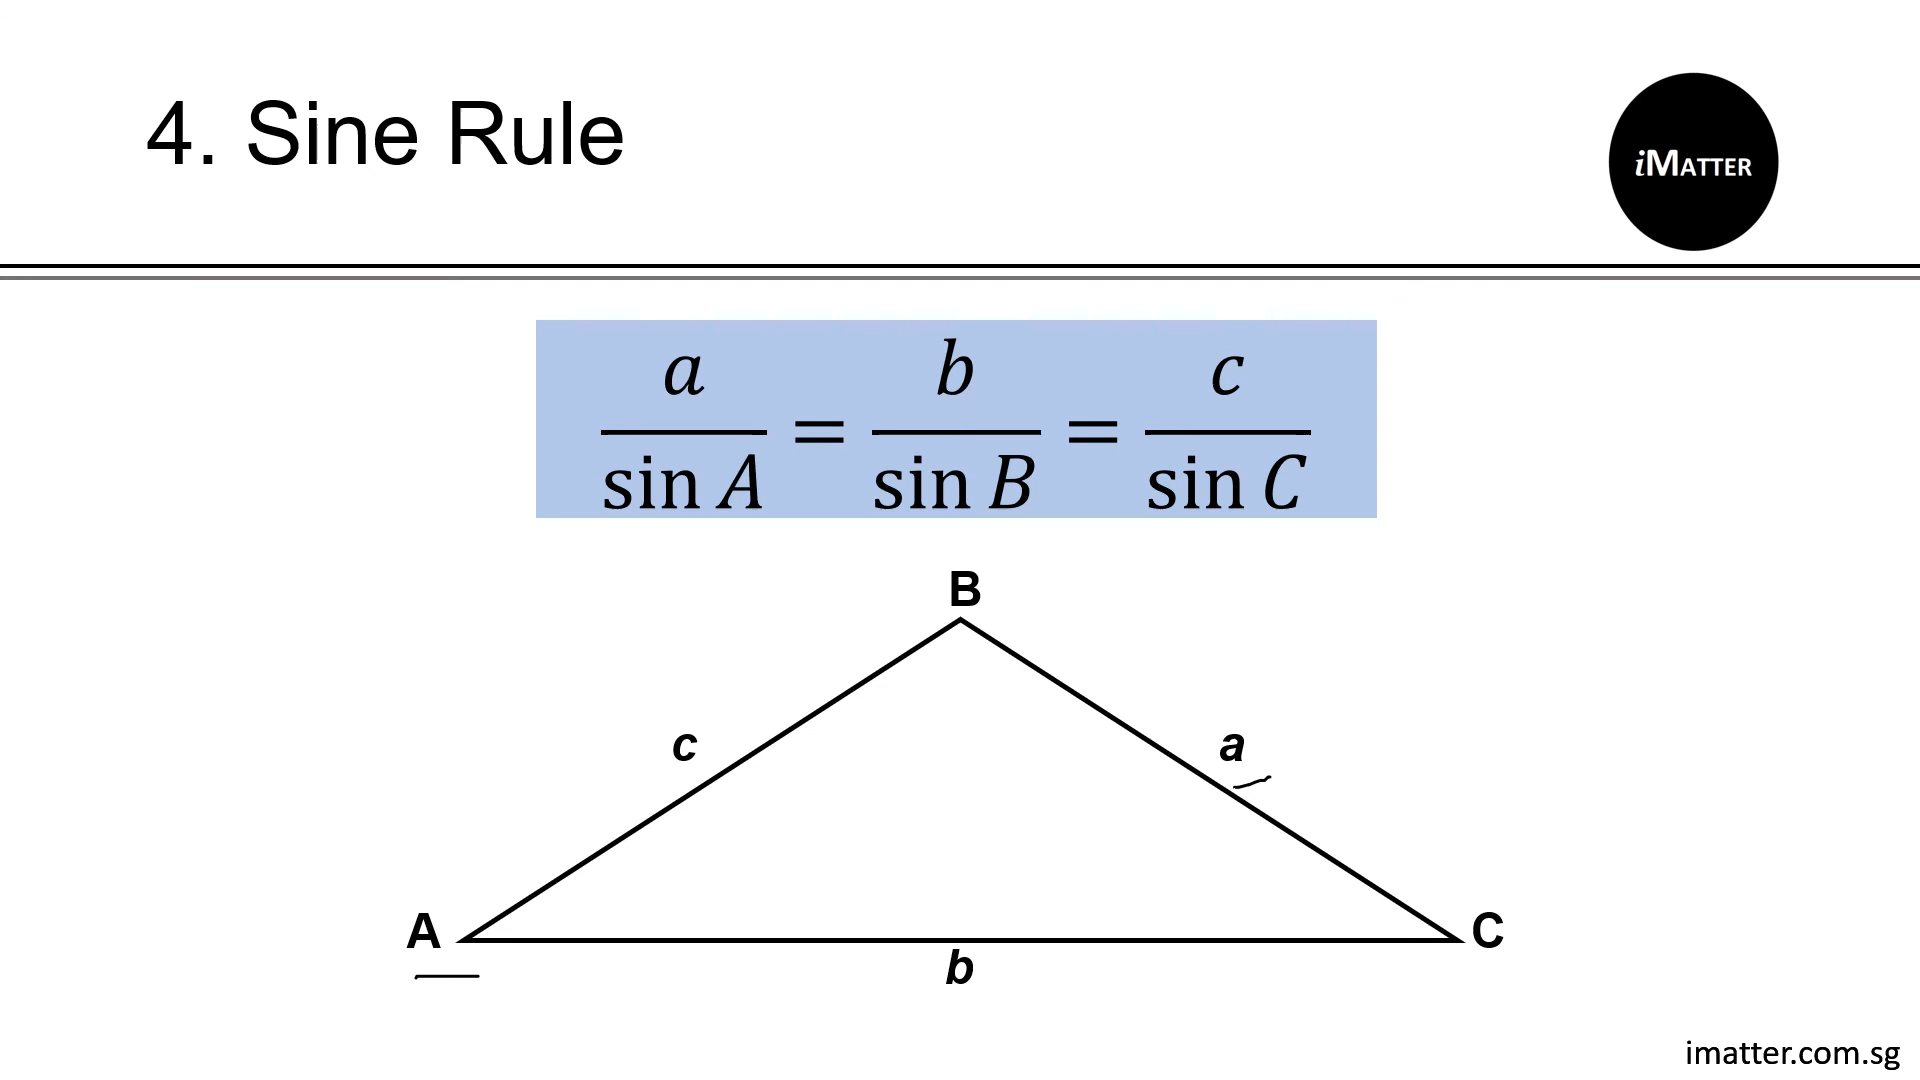 4. Sine Rule
iMATTER
a/sin A = b/sin B = c/sin C
B
c
a
A
C
b
imatter.com.sg